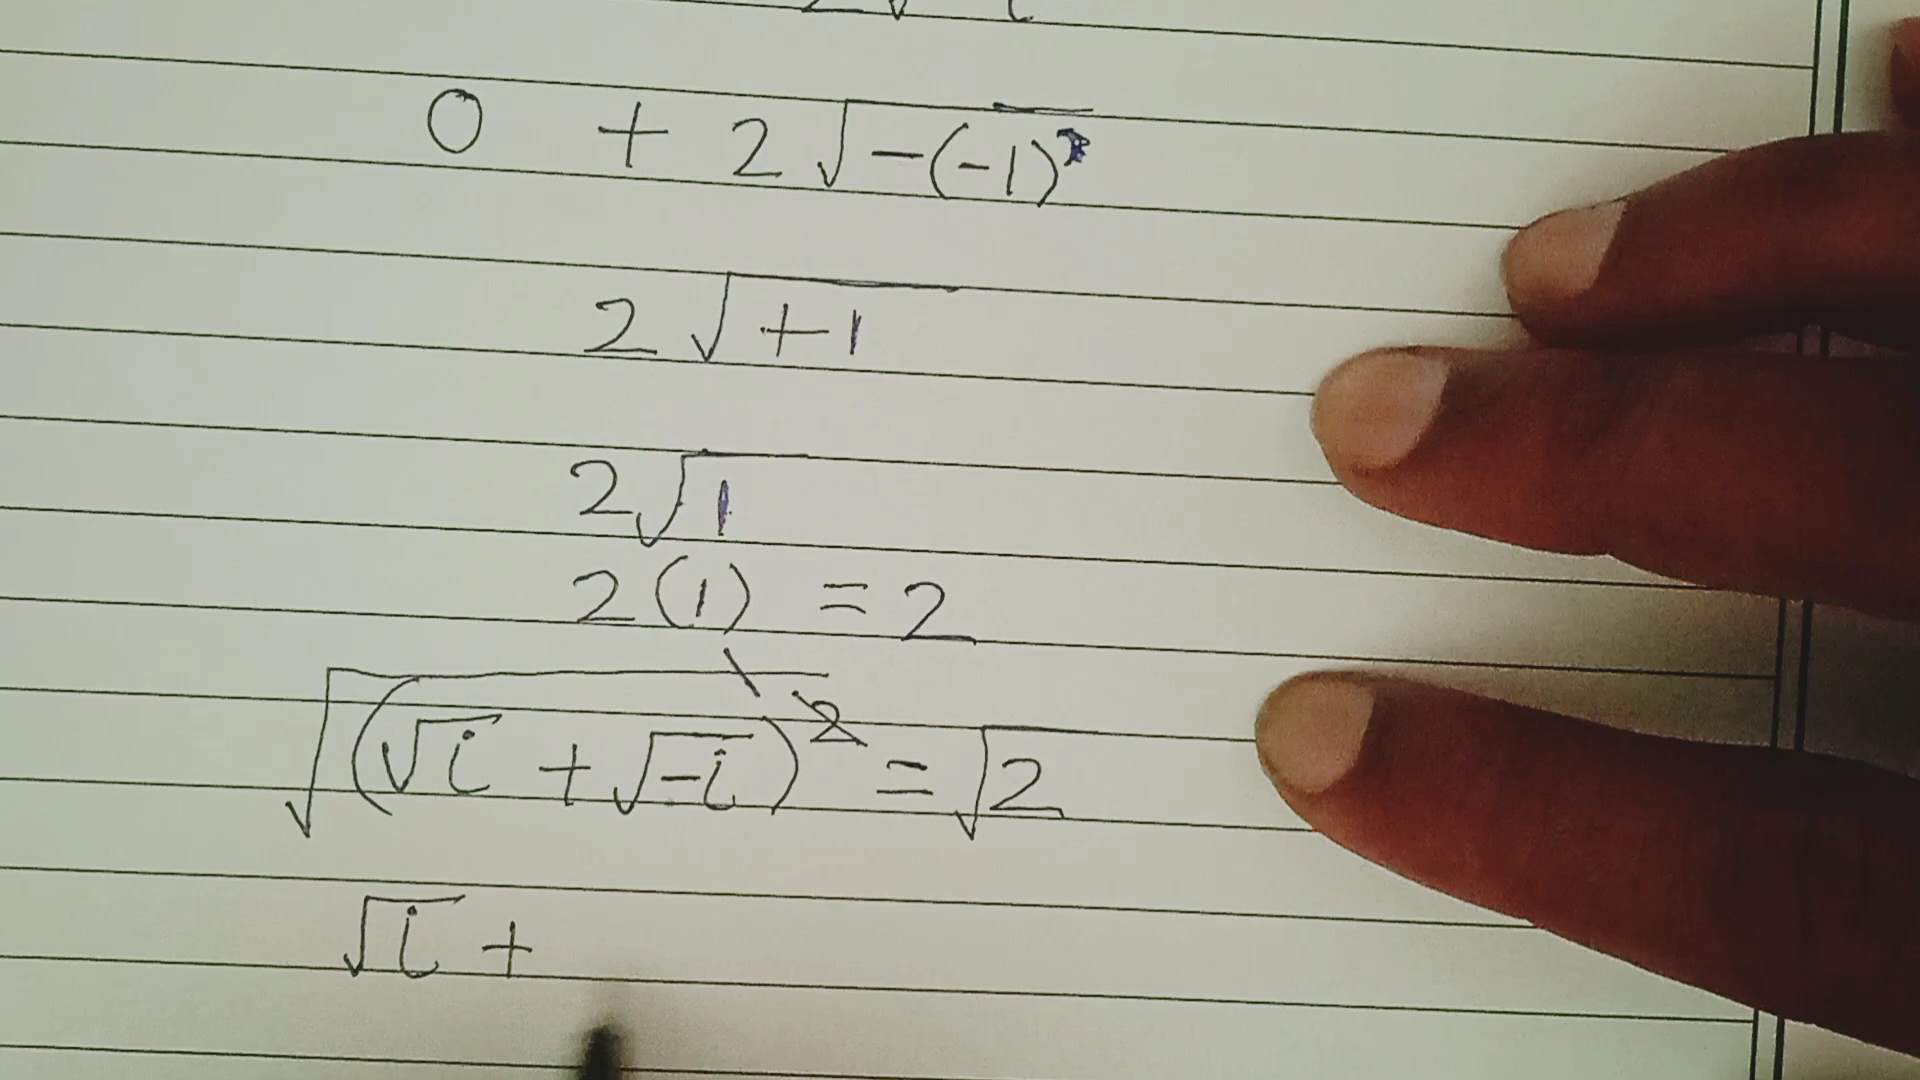 0 + 2√-(-1)
2√+1
2√1
2(1) = 2
√(√i + √-i)² = √2
√i +